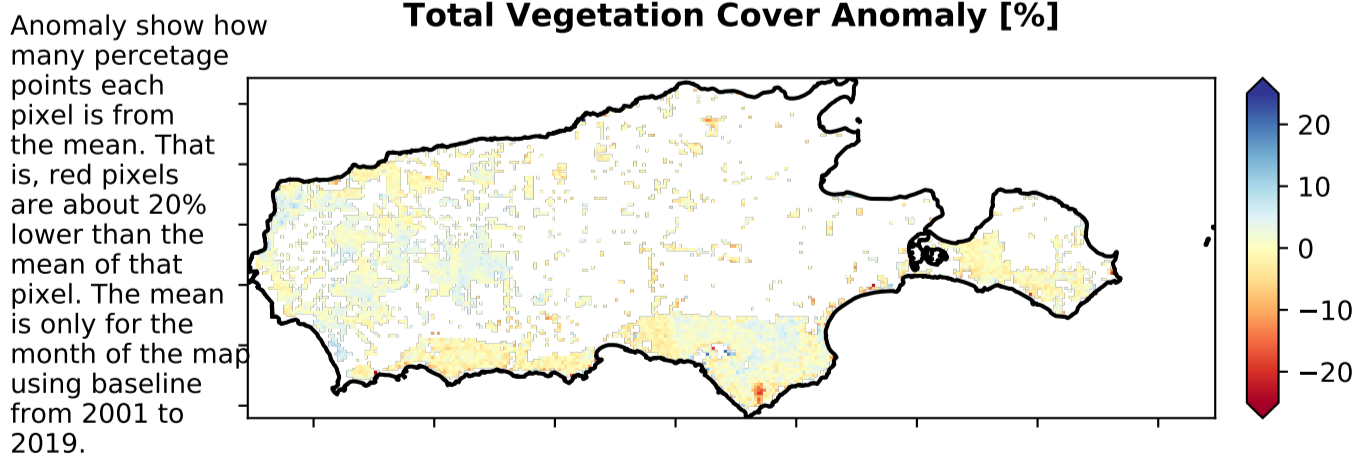 Total Vegetation Cover Anomaly [%]
Anomaly show how
many percetage
points each
pixel is from
the mean. That
is, red pixels
are about 20%
lower than the
mean of that
pixel. The mean
is only for the
month of the map
using baseline
from 2001 to
2019.
20
10
0
−10
−20